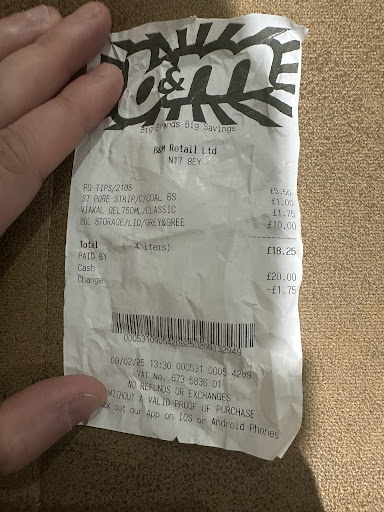 B&M
Big Brands Big Savings
B&M Retail Ltd
N17 8EY
PG TIPS/210S £5.50
ST PORE STRIP/C/COAL 6S £1.00
VIAKAL GEL750ML/CLASSIC £1.75
80L STORAGE/LID/GREY&GREE £10.00
Total ( 4 items) £18.25
PAID BY
Cash £20.00
Change -£1.75
09/02/25 13:30 000531 0005 4209
VAT No. 673 5836 01
NO REFUNDS OR EXCHANGES
WITHOUT A VALID PROOF OF PURCHASE
out our App on IOS or Android Phones